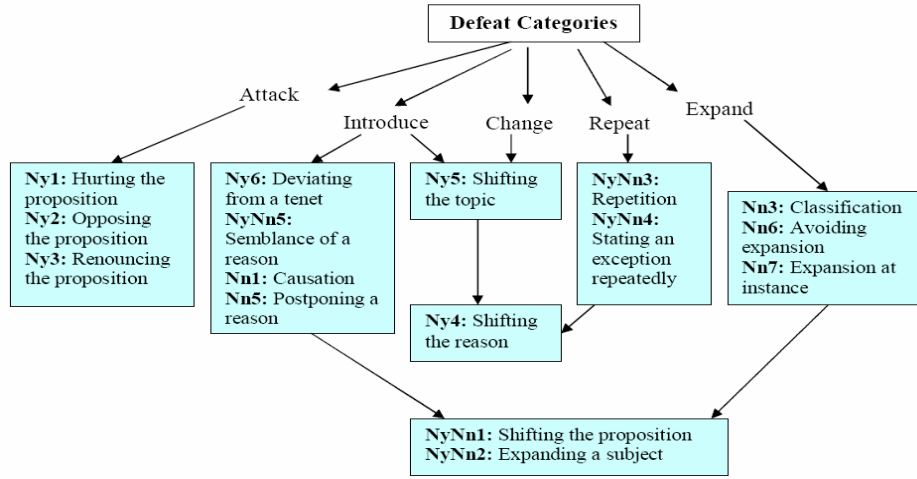 Defeat Categories
Attack
Introduce
Change
Repeat
Expand
Ny1: Hurting the
proposition
Ny2: Opposing
the proposition
Ny3: Renouncing
the proposition
Ny6: Deviating
from a tenet
NyNn5:
Semblance of a
reason
Nn1: Causation
Nn5: Postponing a
reason
Ny5: Shifting
the topic
NyNn3:
Repetition
NyNn4:
Stating an
exception
repeatedly
Nn3: Classification
Nn6: Avoiding
expansion
Nn7: Expansion at
instance
Ny4: Shifting
the reason
NyNn1: Shifting the proposition
NyNn2: Expanding a subject